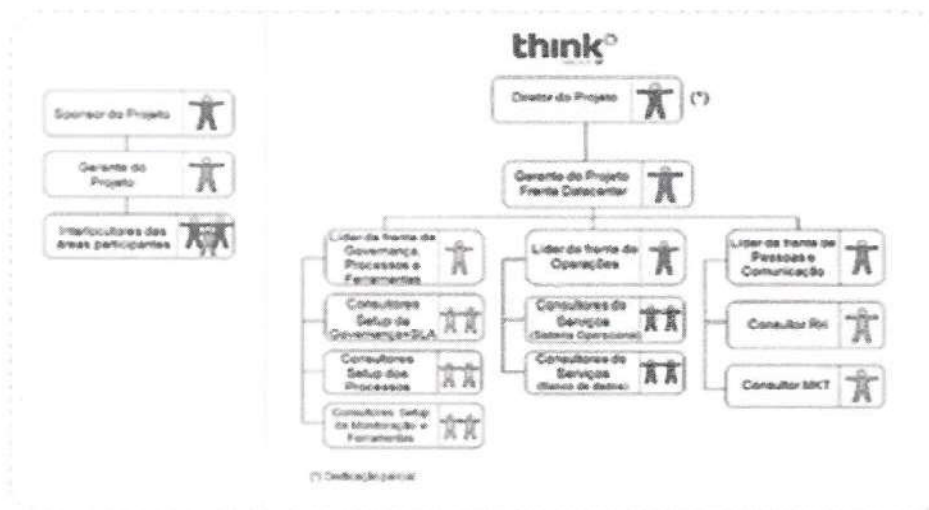 think
Sponsor do Projeto
Gerente do
Projeto
Interlocutores das
áreas participantes
Diretor do Projeto
(*)
Gerente do Projeto
Frente Datacenter
Líder da frente de
Governança,
Processos e
Ferramentas
Consultores
Setup da
Governança+SLA
Consultores
Setup dos
Processos
Consultores Setup
da Monitoração e
Ferramentas
Líder da frente de
Operações
Consultores de
Serviços
(Sistema Operacional)
Consultores de
Serviços
(Banco de dados)
Líder da frente de
Pessoas e
Comunicação
Consultor RH
Consultor MKT
(*) Dedicação parcial